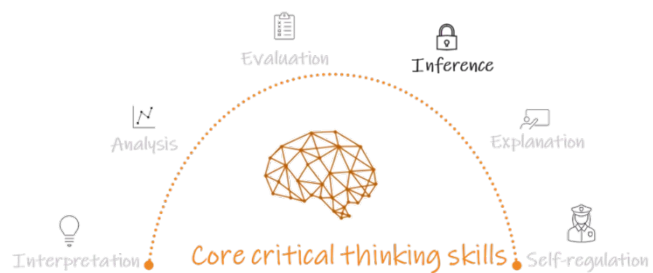 Evaluation
Inference
Analysis
Explanation
Interpretation
Core critical thinking skills
Self-regulation